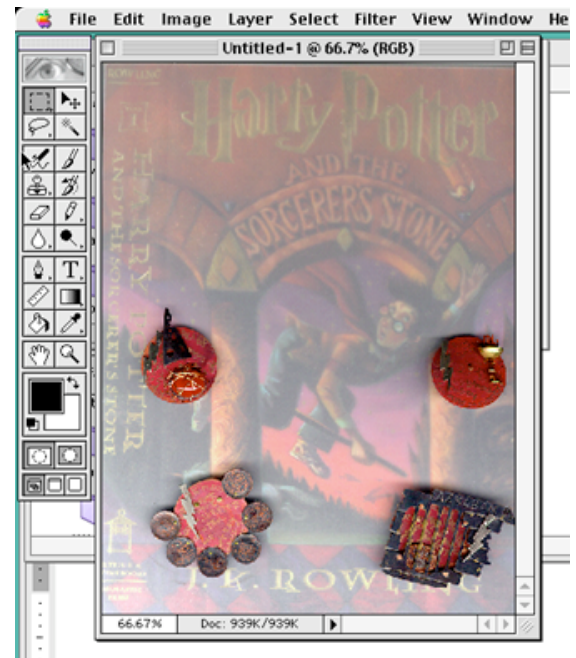 File Edit Image Layer Select Filter View Window He
Untitled-1 @ 66.7% (RGB)
ROWLING
Harry Potter
AND THE
SORCERER'S STONE
HARRY POTTER
AND THE SORCERER'S STONE
T
J. K. ROWLING
66.67% Doc: 939K/939K